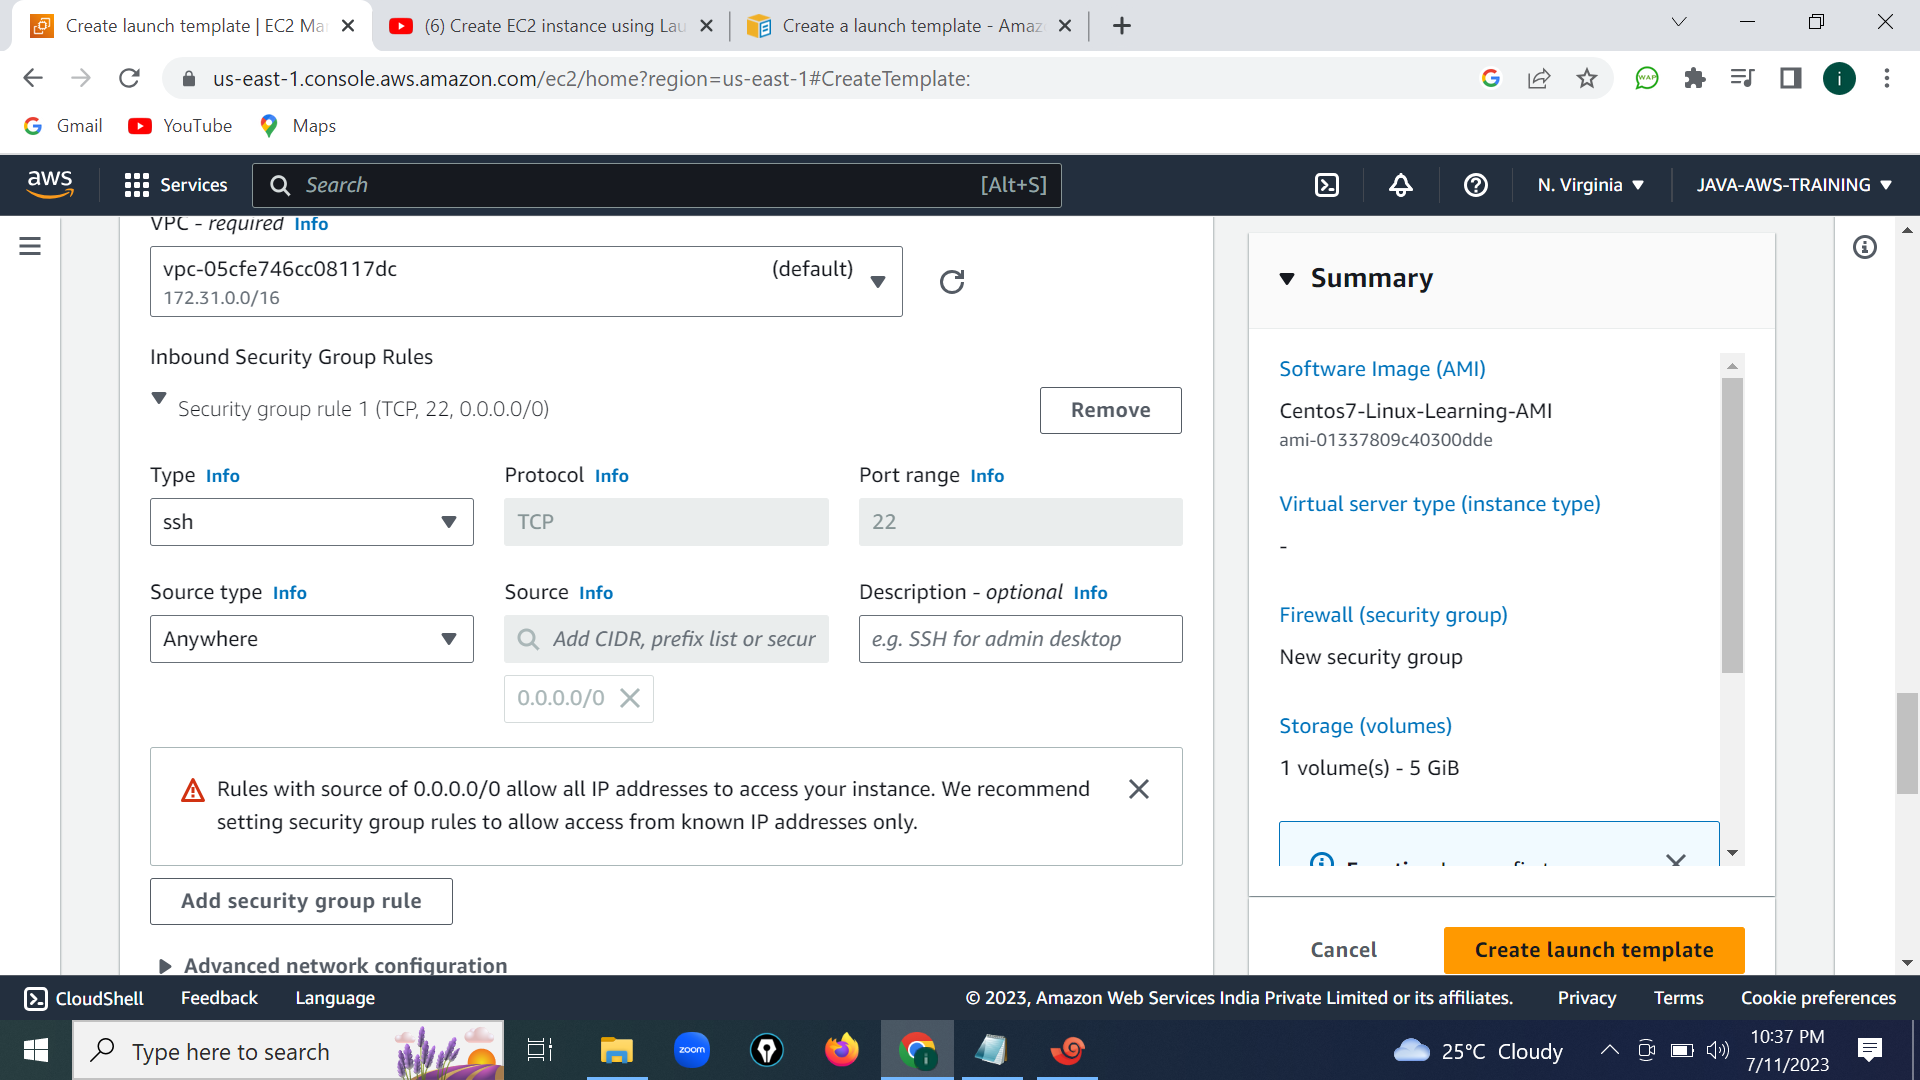 Create launch template | EC2 Ma
(6) Create EC2 instance using Lau
Create a launch template - Amaz
us-east-1.console.aws.amazon.com/ec2/home?region=us-east-1#CreateTemplate:
WAP
i
Gmail
YouTube
Maps
aws
Services
Search
[Alt+S]
N. Virginia
JAVA-AWS-TRAINING
VPC - required Info
vpc-05cfe746cc08117dc (default)
172.31.0.0/16
Inbound Security Group Rules
Security group rule 1 (TCP, 22, 0.0.0.0/0)
Remove
Type Info
Protocol Info
Port range Info
ssh
TCP
22
Source type Info
Source Info
Description - optional Info
Anywhere
Add CIDR, prefix list or secur
e.g. SSH for admin desktop
0.0.0.0/0
Rules with source of 0.0.0.0/0 allow all IP addresses to access your instance. We recommend
setting security group rules to allow access from known IP addresses only.
Add security group rule
Advanced network configuration
Summary
Software Image (AMI)
Centos7-Linux-Learning-AMI
ami-01337809c40300dde
Virtual server type (instance type)
-
Firewall (security group)
New security group
Storage (volumes)
1 volume(s) - 5 GiB
Cancel
Create launch template
CloudShell
Feedback
Language
© 2023, Amazon Web Services India Private Limited or its affiliates.
Privacy
Terms
Cookie preferences
Type here to search
zoom
i
25°C Cloudy
10:37 PM
7/11/2023